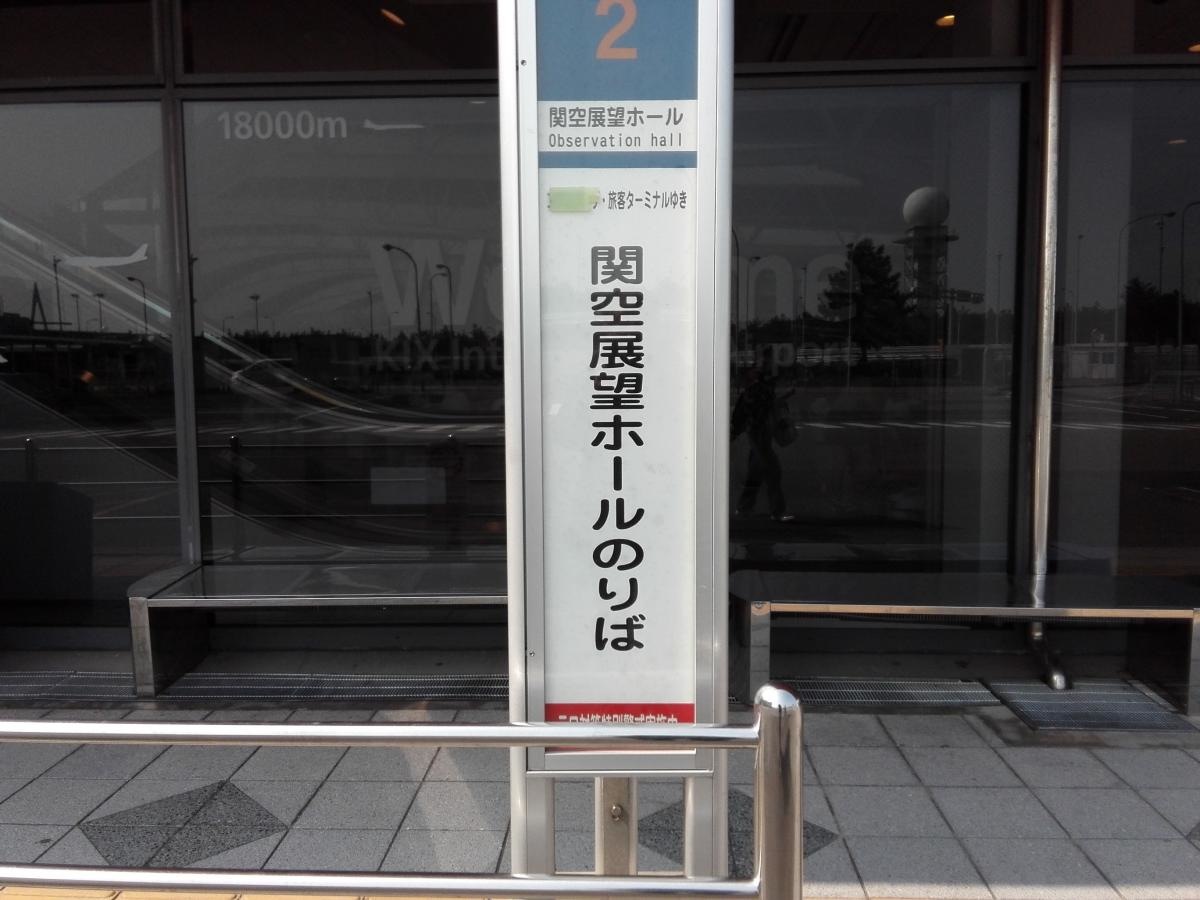 2
関空展望ホール
Observation hall
・旅客ターミナルゆき
関空展望ホールのりば
18000m